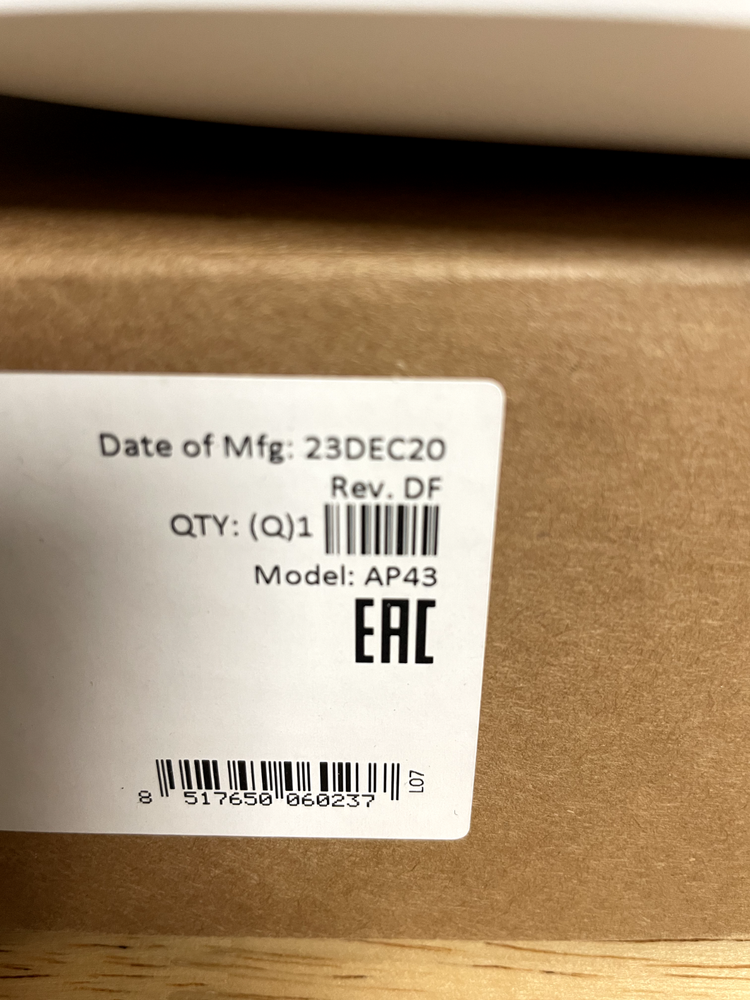 Date of Mfg: 23DEC20
Rev. DF
QTY: (Q)1
Model: AP43
EAC
8 517650 060237
L07